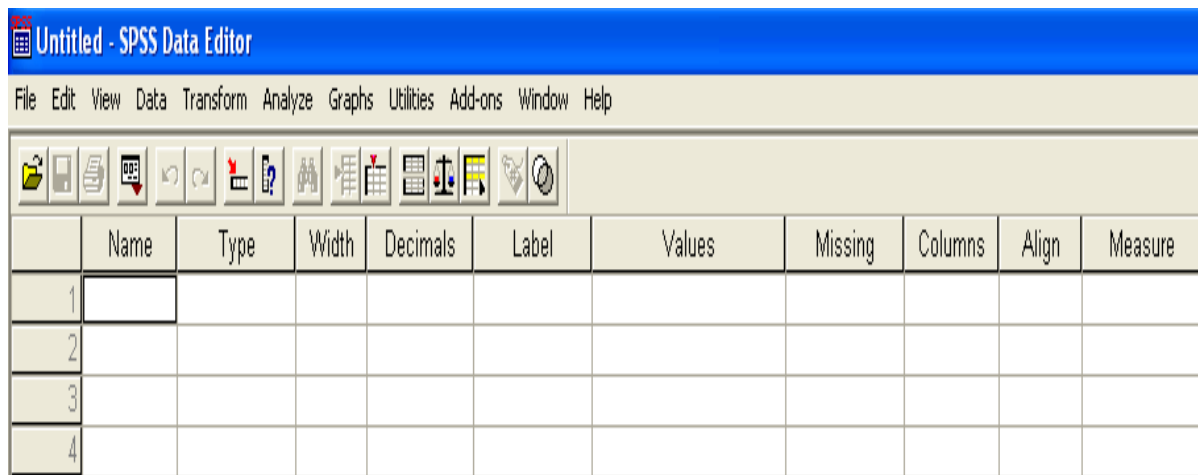 SPSS
Untitled - SPSS Data Editor
File Edit View Data Transform Analyze Graphs Utilities Add-ons Window Help
Name Type Width Decimals Label Values Missing Columns Align Measure
1
2
3
4